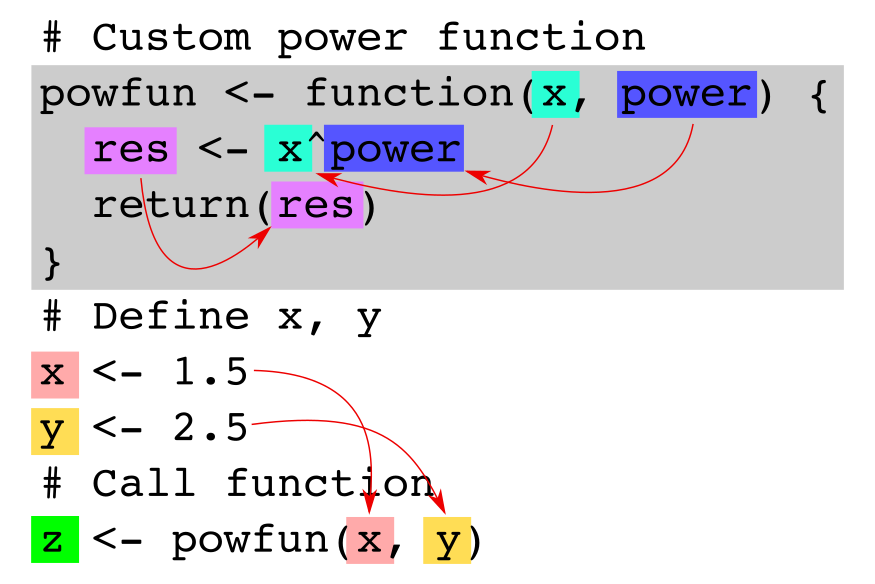 # Custom power function
powfun <- function(x, power) {
res <- x^power
return(res)
}
# Define x, y
x <- 1.5
y <- 2.5
# Call function
z <- powfun(x, y)